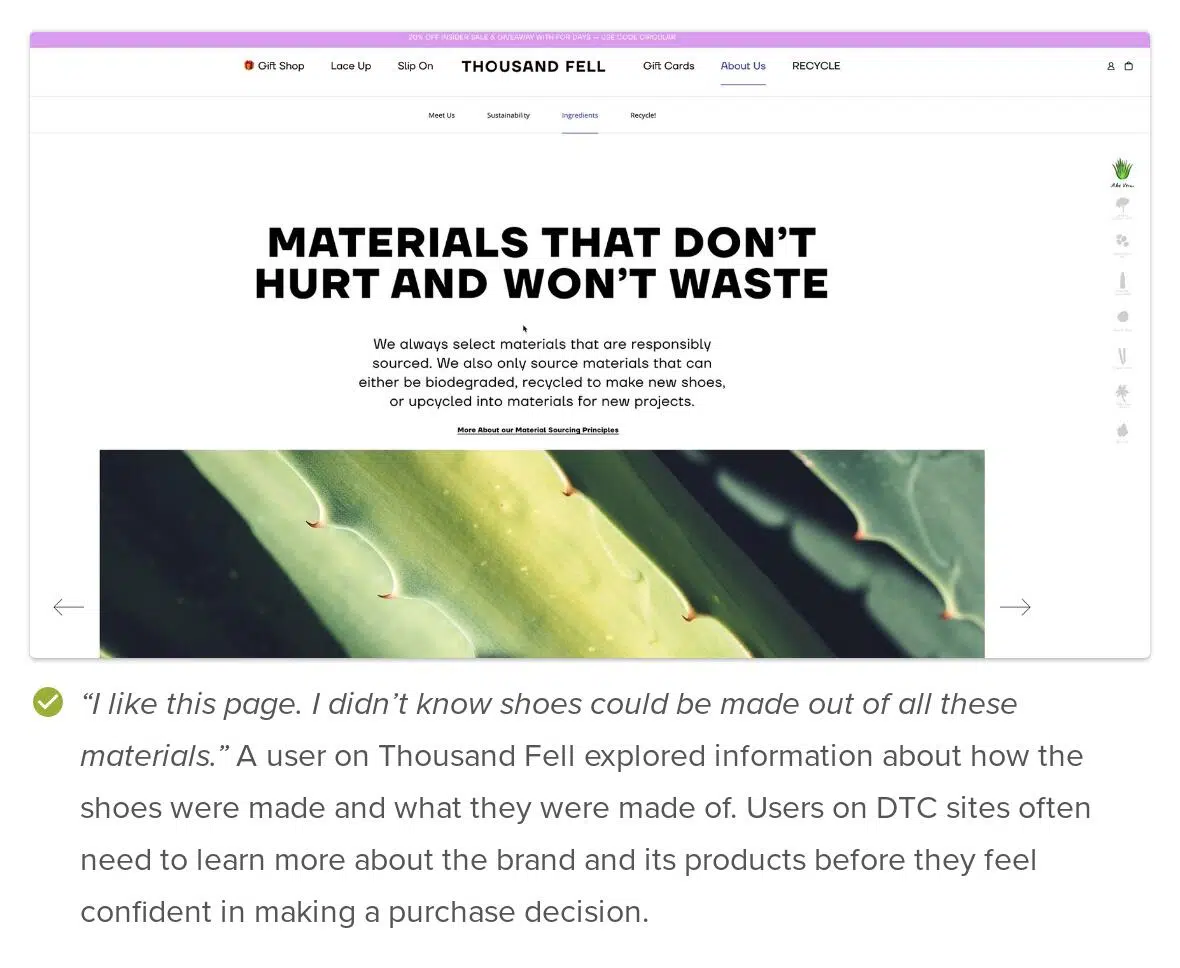 20% OFF INSIDER SALE & GIVEAWAY WITH FOR DAYS — USE CODE CIRCULAR
Gift Shop Lace Up Slip On THOUSAND FELL Gift Cards About Us RECYCLE
Meet Us Sustainability Ingredients Recycle!
Aloe Vera
MATERIALS THAT DON’T
HURT AND WON’T WASTE
We always select materials that are responsibly
sourced. We also only source materials that can
either be biodegraded, recycled to make new shoes,
or upcycled into materials for new projects.
More About our Material Sourcing Principles
“I like this page. I didn’t know shoes could be made out of all these
materials.” A user on Thousand Fell explored information about how the
shoes were made and what they were made of. Users on DTC sites often
need to learn more about the brand and its products before they feel
confident in making a purchase decision.